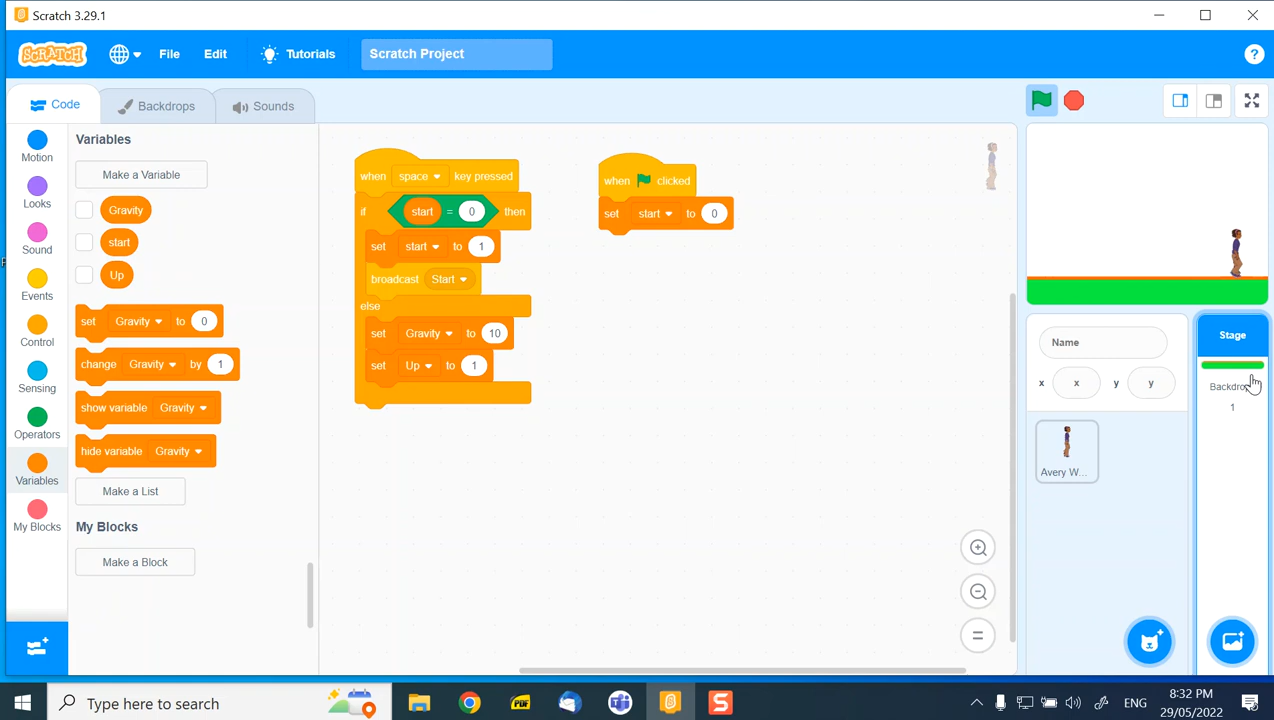 Scratch 3.29.1
SCRATCH File Edit Tutorials Scratch Project ?
Code Backdrops Sounds
Motion
Looks
Sound
Events
Control
Sensing
Operators
Variables
My Blocks
Variables
Make a Variable
Gravity
start
Up
set Gravity to 0
change Gravity by 1
show variable Gravity
hide variable Gravity
Make a List
My Blocks
Make a Block
when space key pressed
if start = 0 then
set start to 1
broadcast Start
else
set Gravity to 10
set Up to 1
when clicked
set start to 0
Name
x x y y
Avery W...
Stage
1
Type here to search
ENG
8:32 PM
29/05/2022